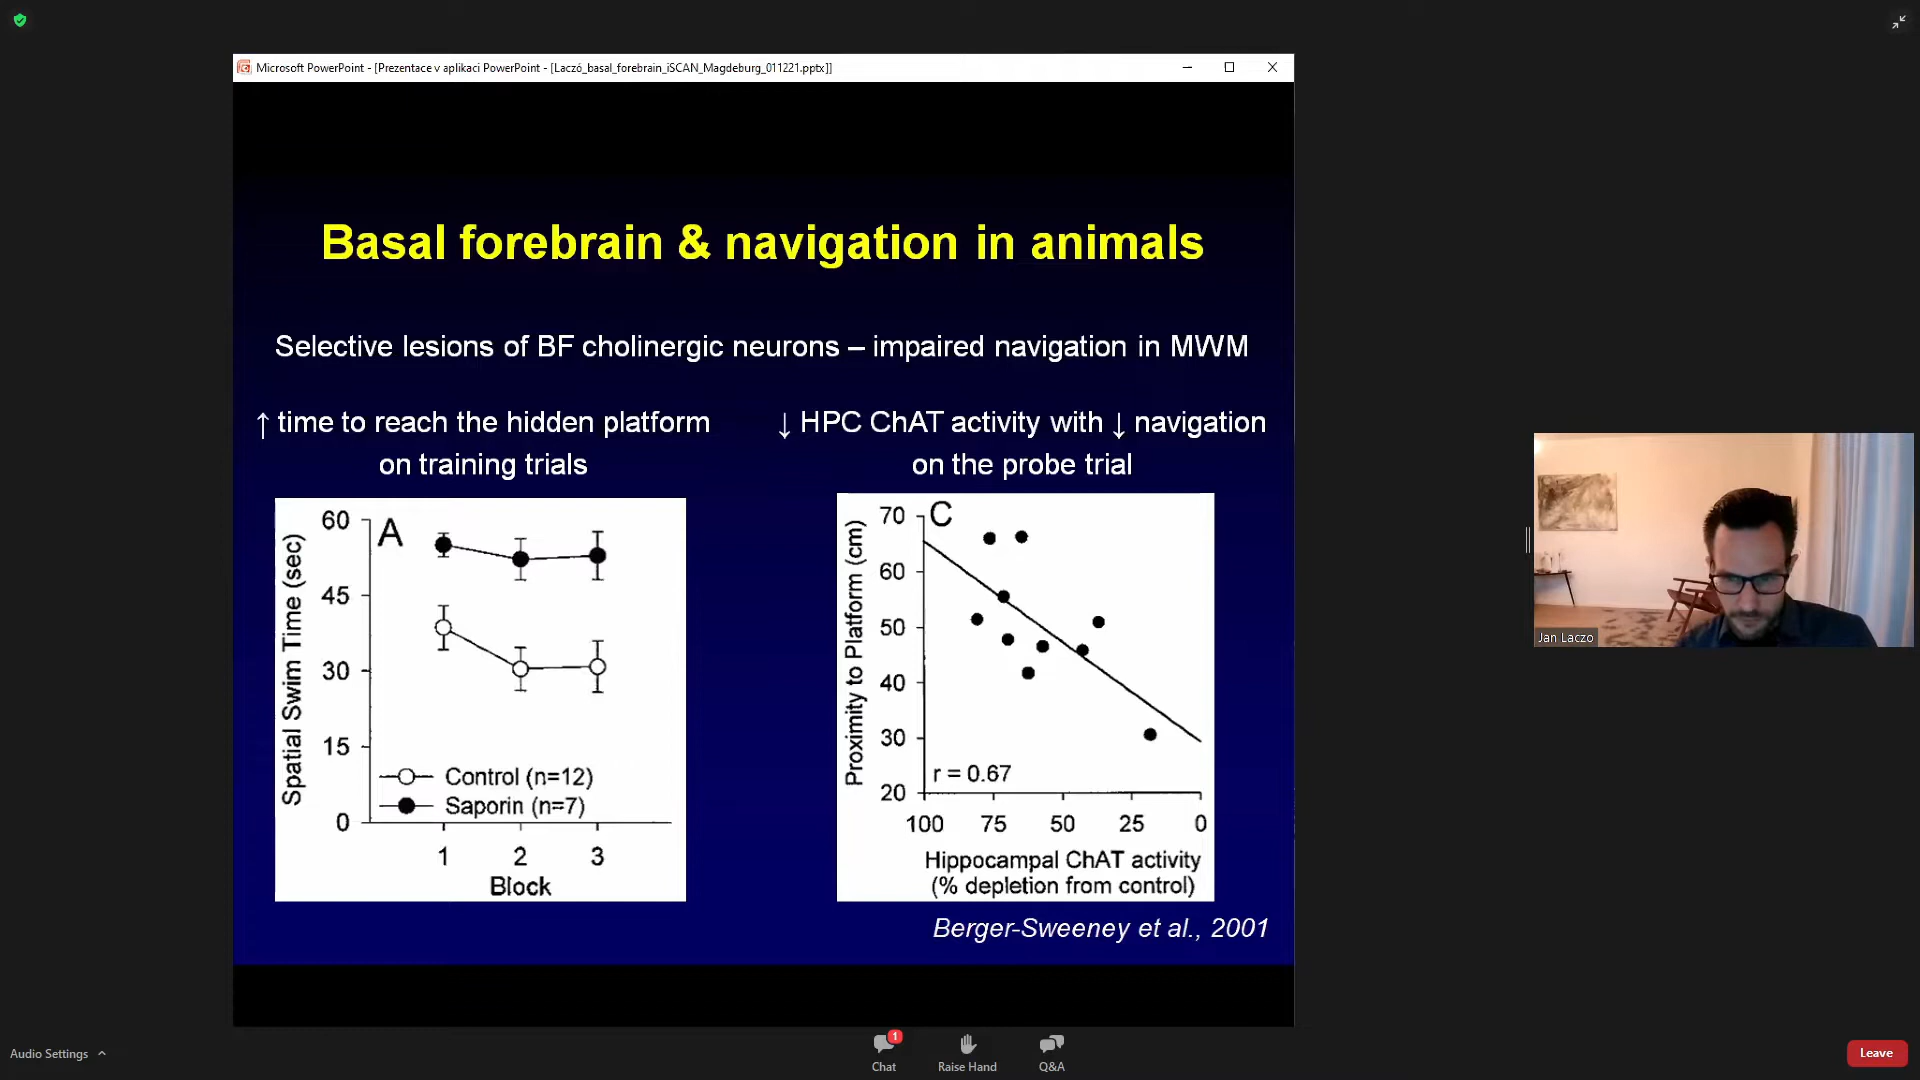 Microsoft PowerPoint - [Prezentace v aplikaci PowerPoint - [Laczó_basal_forebrain_iSCAN_Magdeburg_011221.pptx]]
Basal forebrain & navigation in animals
Selective lesions of BF cholinergic neurons – impaired navigation in MWM
↑ time to reach the hidden platform
on training trials
↓ HPC ChAT activity with ↓ navigation
on the probe trial
A
Spatial Swim Time (sec)
60
45
30
15
0
Control (n=12)
Saporin (n=7)
1 2 3
Block
C
Proximity to Platform (cm)
70
60
50
40
30
20
r = 0.67
100 75 50 25 0
Hippocampal ChAT activity
(% depletion from control)
Berger-Sweeney et al., 2001
Jan Laczo
Audio Settings
1
Chat
Raise Hand
Q&A
Leave